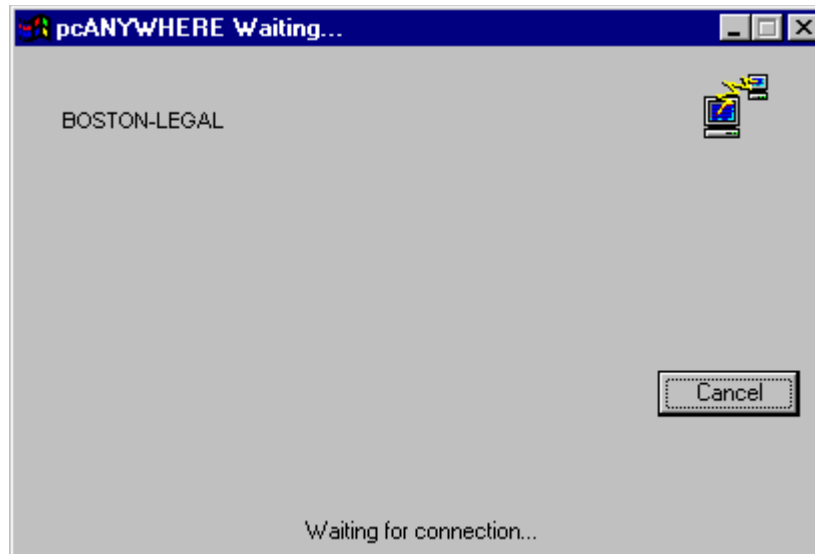 pcANYWHERE Waiting...
BOSTON-LEGAL
Cancel
Waiting for connection...